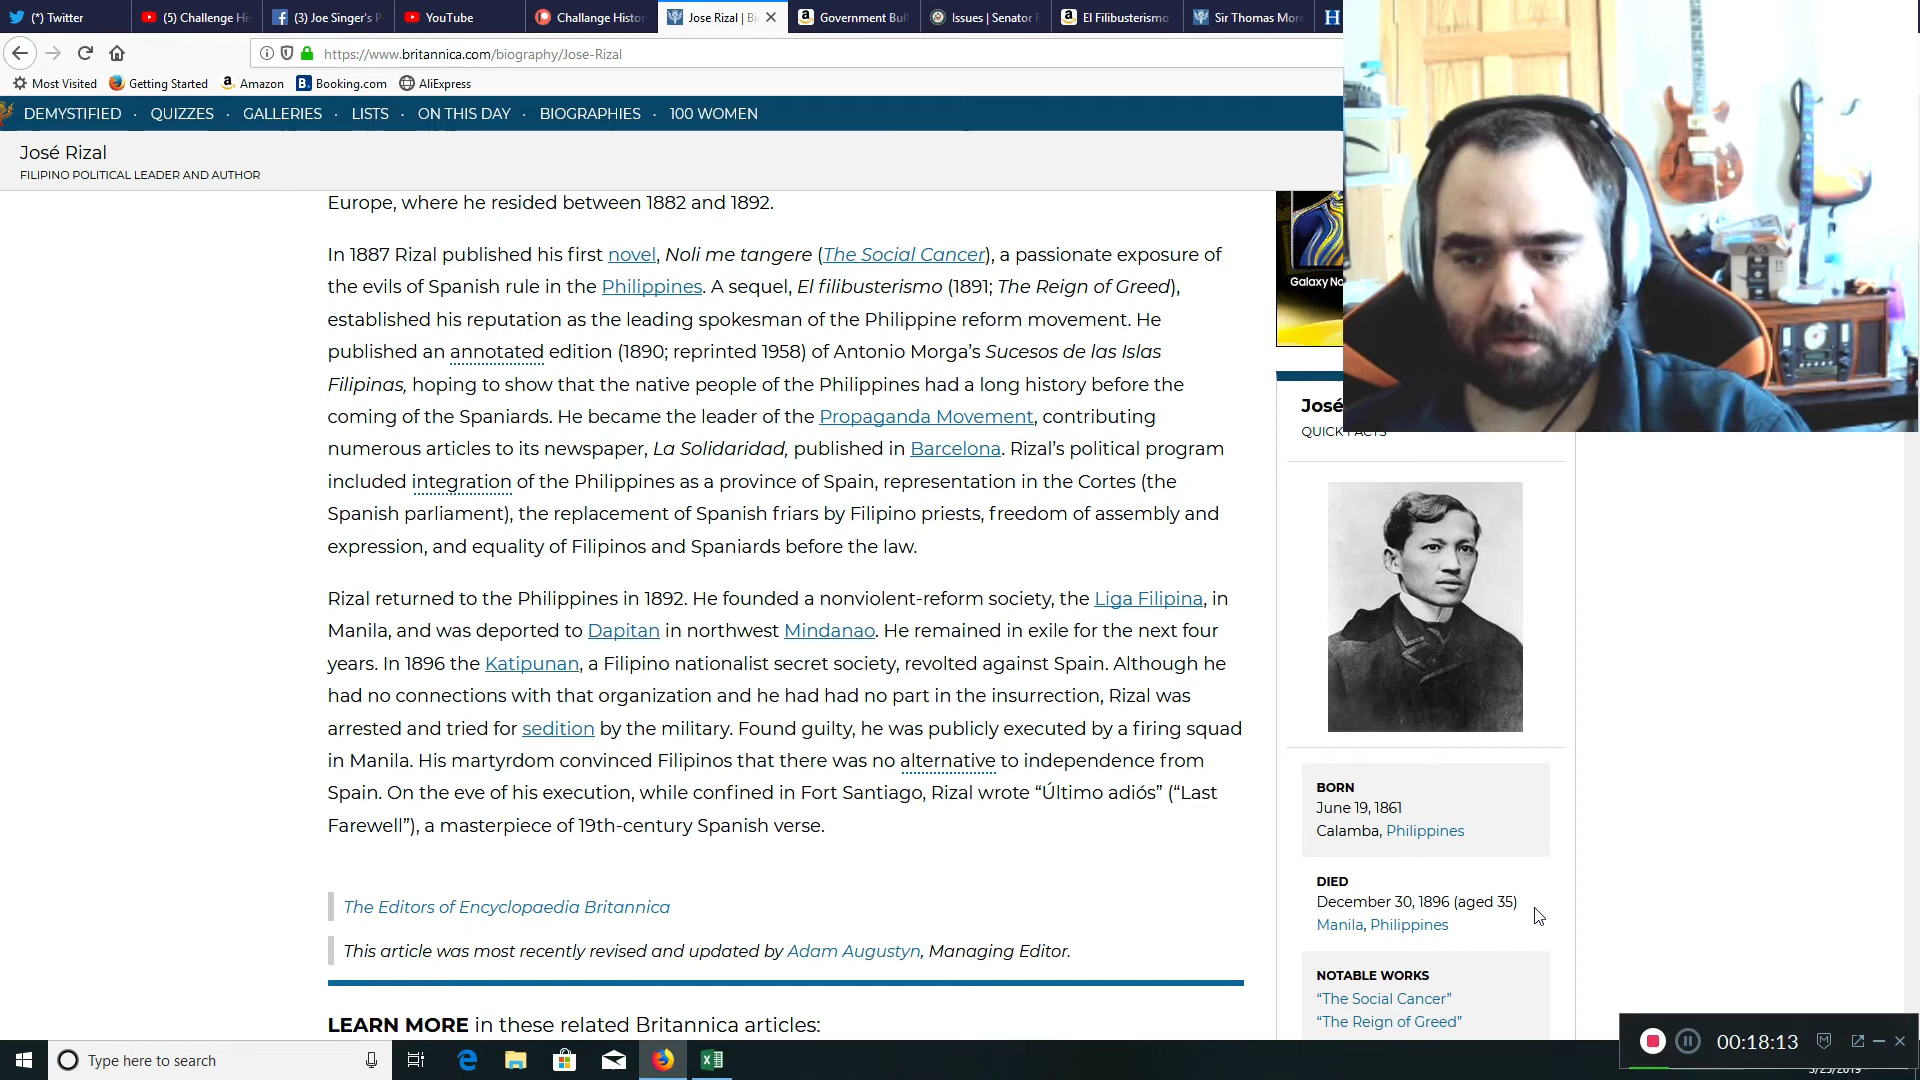 (*) Twitter
(5) Challenge His
(3) Joe Singer's P
YouTube
Challange Histor
Jose Rizal | Bi
Government Bull
Issues | Senator
El Filibusterismo
Sir Thomas More
H
https://www.britannica.com/biography/Jose-Rizal
Most Visited
Getting Started
Amazon
Booking.com
AliExpress
DEMYSTIFIED · QUIZZES · GALLERIES · LISTS · ON THIS DAY · BIOGRAPHIES · 100 WOMEN
José Rizal
FILIPINO POLITICAL LEADER AND AUTHOR
Europe, where he resided between 1882 and 1892.
In 1887 Rizal published his first novel, Noli me tangere (The Social Cancer), a passionate exposure of
the evils of Spanish rule in the Philippines. A sequel, El filibusterismo (1891; The Reign of Greed),
established his reputation as the leading spokesman of the Philippine reform movement. He
published an annotated edition (1890; reprinted 1958) of Antonio Morga's Sucesos de las Islas
Filipinas, hoping to show that the native people of the Philippines had a long history before the
coming of the Spaniards. He became the leader of the Propaganda Movement, contributing
numerous articles to its newspaper, La Solidaridad, published in Barcelona. Rizal's political program
included integration of the Philippines as a province of Spain, representation in the Cortes (the
Spanish parliament), the replacement of Spanish friars by Filipino priests, freedom of assembly and
expression, and equality of Filipinos and Spaniards before the law.
Rizal returned to the Philippines in 1892. He founded a nonviolent-reform society, the Liga Filipina, in
Manila, and was deported to Dapitan in northwest Mindanao. He remained in exile for the next four
years. In 1896 the Katipunan, a Filipino nationalist secret society, revolted against Spain. Although he
had no connections with that organization and he had had no part in the insurrection, Rizal was
arrested and tried for sedition by the military. Found guilty, he was publicly executed by a firing squad
in Manila. His martyrdom convinced Filipinos that there was no alternative to independence from
Spain. On the eve of his execution, while confined in Fort Santiago, Rizal wrote “Último adiós” (“Last
Farewell”), a masterpiece of 19th-century Spanish verse.
The Editors of Encyclopaedia Britannica
This article was most recently revised and updated by Adam Augustyn, Managing Editor.
LEARN MORE in these related Britannica articles:
Galaxy No
José
QUICK FACTS
BORN
June 19, 1861
Calamba, Philippines
DIED
December 30, 1896 (aged 35)
Manila, Philippines
NOTABLE WORKS
“The Social Cancer”
“The Reign of Greed”
00:18:13
Type here to search